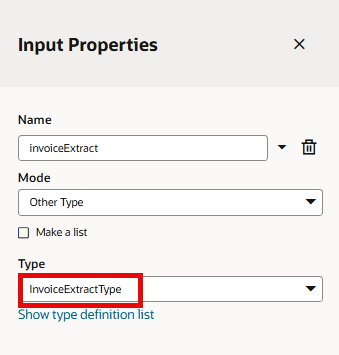 Input Properties
Name
invoiceExtract
Mode
Other Type
Make a list
Type
InvoiceExtractType
Show type definition list